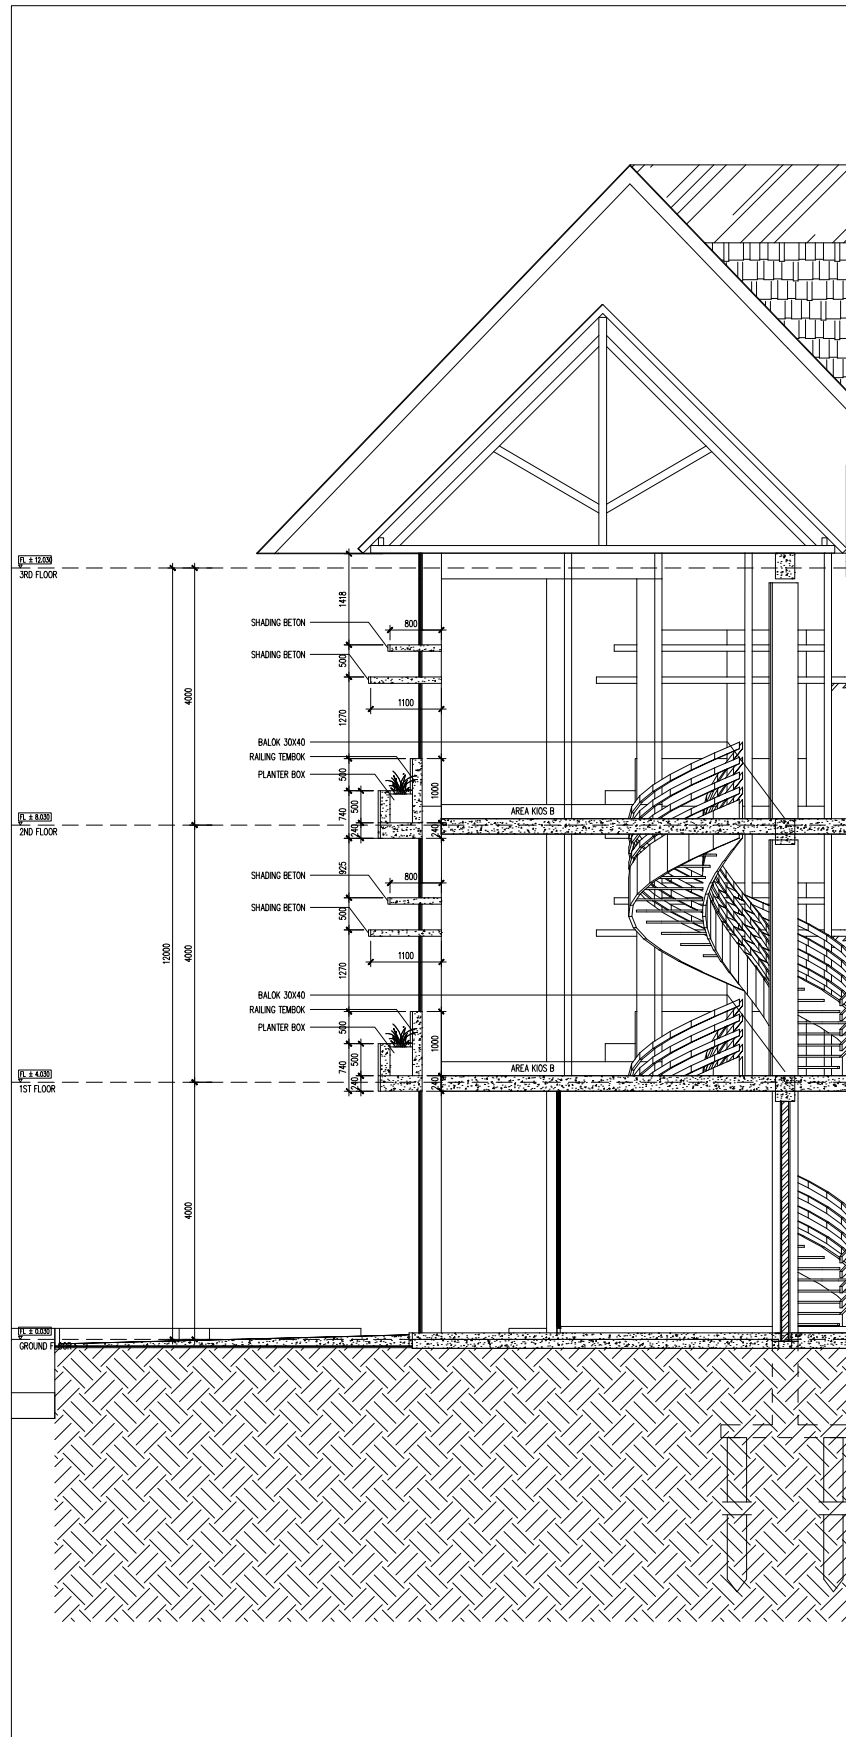 FL ± 12.030
3RD FLOOR
1418
SHADING BETON
800
SHADING BETON
500
4000
1100
1270
BALOK 30X40
RAILING TEMBOK
PLANTER BOX
500
500
1000
740
AREA KIOS B
FL ± 8.030
2ND FLOOR
240
240
240
925
SHADING BETON
800
SHADING BETON
500
12000
4000
1100
1270
BALOK 30X40
RAILING TEMBOK
PLANTER BOX
500
500
1000
740
AREA KIOS B
FL ± 4.030
1ST FLOOR
240
240
240
4000
FL ± 0.030
GROUND FLOOR